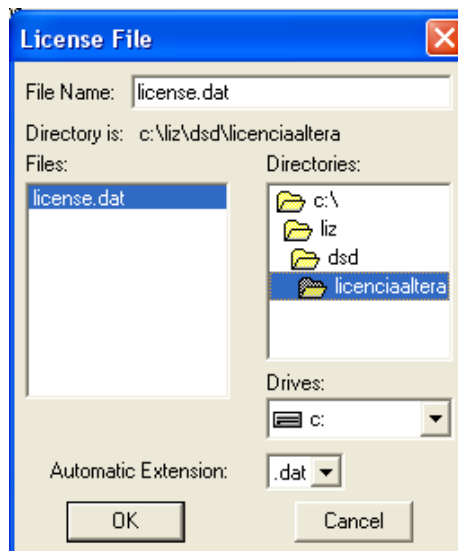 License File
File Name: license.dat
Directory is: c:\liz\dsd\licenciaaltera
Files:
license.dat
Directories:
c:\
liz
dsd
licenciaaltera
Drives:
c:
Automatic Extension: .dat
OK Cancel